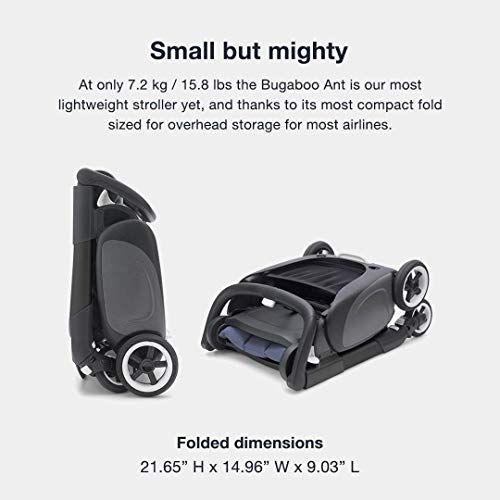 Small but mighty
At only 7.2 kg / 15.8 lbs the Bugaboo Ant is our most
lightweight stroller yet, and thanks to its most compact fold
sized for overhead storage for most airlines.
Folded dimensions
21.65” H x 14.96” W x 9.03” L